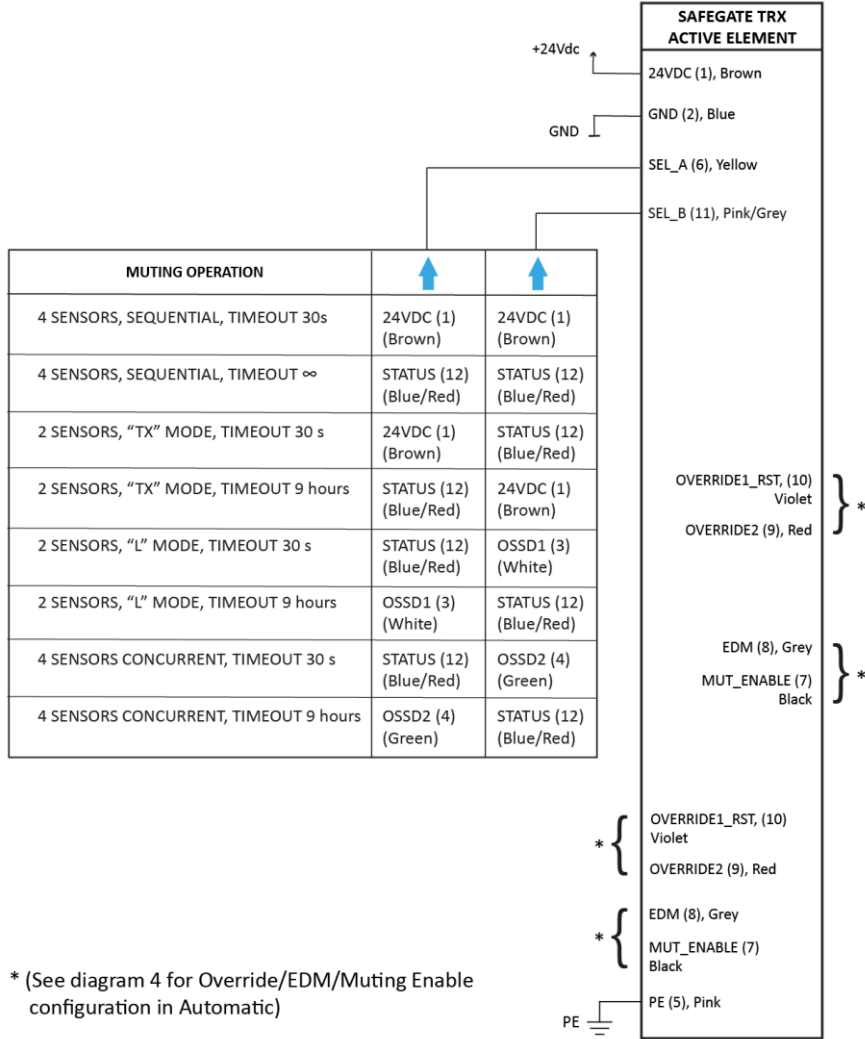 SAFEGATE TRX
ACTIVE ELEMENT
+24Vdc
24VDC (1), Brown
GND (2), Blue
GND
SEL_A (6), Yellow
SEL_B (11), Pink/Grey
MUTING OPERATION
4 SENSORS, SEQUENTIAL, TIMEOUT 30s 24VDC (1) 24VDC (1)
(Brown) (Brown)
4 SENSORS, SEQUENTIAL, TIMEOUT ∞ STATUS (12) STATUS (12)
(Blue/Red) (Blue/Red)
2 SENSORS, “TX” MODE, TIMEOUT 30 s 24VDC (1) STATUS (12)
(Brown) (Blue/Red)
2 SENSORS, “TX” MODE, TIMEOUT 9 hours STATUS (12) 24VDC (1)
(Blue/Red) (Brown)
2 SENSORS, “L” MODE, TIMEOUT 30 s STATUS (12) OSSD1 (3)
(Blue/Red) (White)
2 SENSORS, “L” MODE, TIMEOUT 9 hours OSSD1 (3) STATUS (12)
(White) (Blue/Red)
4 SENSORS CONCURRENT, TIMEOUT 30 s STATUS (12) OSSD2 (4)
(Blue/Red) (Green)
4 SENSORS CONCURRENT, TIMEOUT 9 hours OSSD2 (4) STATUS (12)
(Green) (Blue/Red)
OVERRIDE1_RST, (10)
Violet
*
OVERRIDE2 (9), Red
EDM (8), Grey
*
MUT_ENABLE (7)
Black
OVERRIDE1_RST, (10)
Violet
*
OVERRIDE2 (9), Red
EDM (8), Grey
*
MUT_ENABLE (7)
Black
* (See diagram 4 for Override/EDM/Muting Enable
configuration in Automatic)
PE (5), Pink
PE